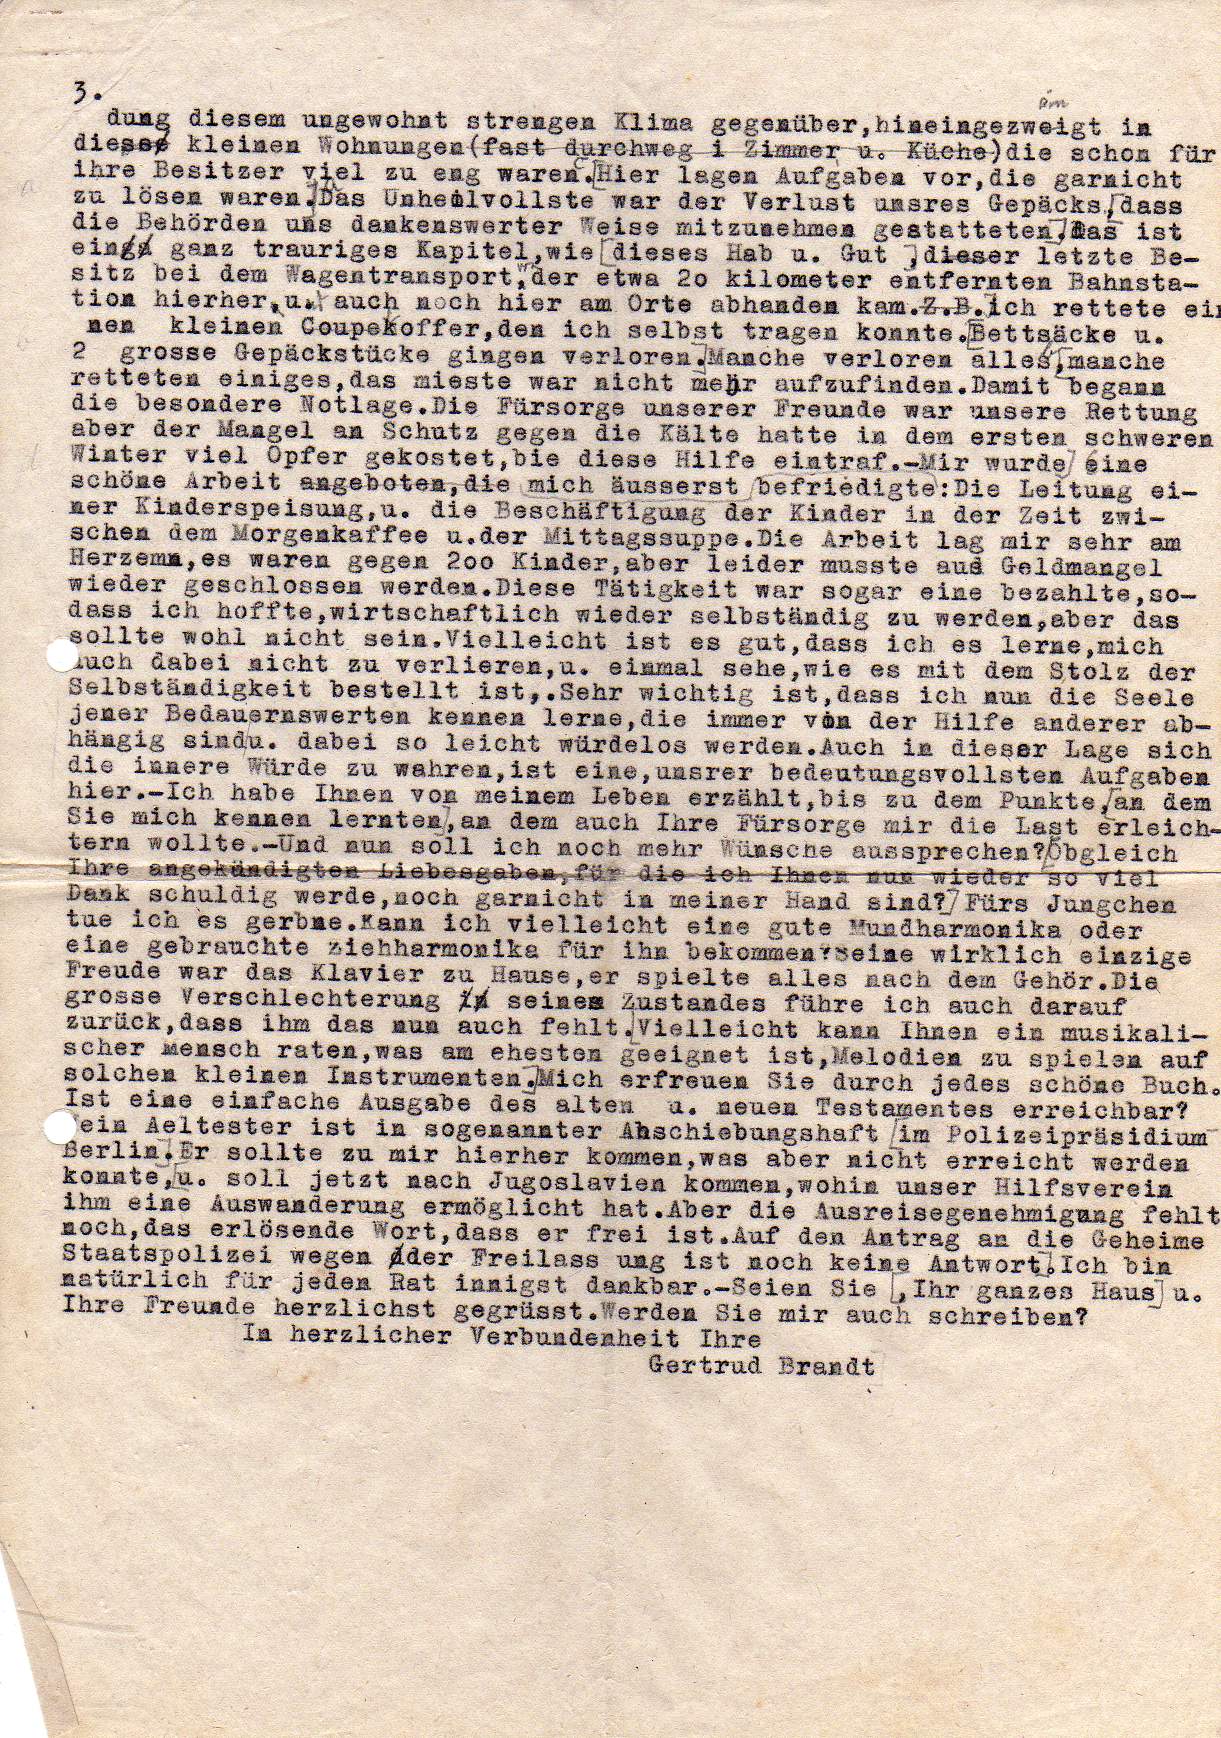 3.
äm
dung diesem ungewohnt strengen Klima gegenüber,hineingezweigt in
diese kleinen Wohnungen(fast durchweg i Zimmer u. Küche)die schon für
ihre Besitzer viel zu eng waren.[Hier lagen Aufgaben vor,die garnicht
zu lösen waren.]Das Unheilvollste war der Verlust unsres Gepäcks,[dass
die Behörden uns dankenswerter Weise mitzunehmen gestatteten.]Das ist
ein ganz trauriges Kapitel,wie[dieses Hab u. Gut ,]dieser letzte Be-
sitz bei dem Wagentransport,der etwa 20 kilometer entfernten Bahnsta-
tion hierher,u. auch noch hier am Orte abhanden kam.Z.B.]ich rettete ei
nen kleinen Coupekoffer,den ich selbst tragen konnte.[Bettsäcke u.
2 grosse Gepäckstücke gingen verloren.]Manche verloren alles,[manche
retteten einiges,das mieste war nicht mehr aufzufinden.Damit begann
die besondere Notlage.Die Fürsorge unserer Freunde war unsere Rettung
aber der Mangel an Schutz gegen die Kälte hatte in dem ersten schweren
Winter viel Opfer gekostet,bie diese Hilfe eintraf.-Mir wurde eine
schöne Arbeit angeboten,die mich äusserst befriedigte:Die Leitung ei-
ner Kinderspeisung,u. die Beschäftigung der Kinder in der Zeit zwi-
schen dem Morgenkaffee u.der Mittagssuppe.Die Arbeit lag mir sehr am
Herzemn,es waren gegen 200 Kinder,aber leider musste aus Geldmangel
wieder geschlossen werden.Diese Tätigkeit war sogar eine bezahlte,so-
dass ich hoffte,wirtschaftlich wieder selbständig zu werden,aber das
sollte wohl nicht sein.Vielleicht ist es gut,dass ich es lerne,mich
auch dabei nicht zu verlieren,u. einmal sehe,wie es mit dem Stolz der
Selbständigkeit bestellt ist,.Sehr wichtig ist,dass ich nun die Seele
jener Bedauernswerten kennen lerne,die immer von der Hilfe anderer ab-
hängig sind u. dabei so leicht würdelos werden.Auch in dieser Lage sich
die innere Würde zu wahren,ist eine,unsrer bedeutungsvollsten Aufgaben
hier.-Ich habe Ihnen von meinem Leben erzählt,bis zu dem Punkte,[an dem
Sie mich kennen lernten],an dem auch Ihre Fürsorge mir die Last erleich-
tern wollte.-Und nun soll ich noch mehr Wünsche aussprechen?[Obgleich
Ihre angekündigten Liebesgaben,für die ich Ihnen nun wieder so viel
Dank schuldig werde,noch garnicht in meiner Hand sind?]Fürs Jungchen
tue ich es gerbne.Kann ich vielleicht eine gute Mundharmonika oder
eine gebrauchte Ziehharmonika für ihn bekommen?Seine wirklich einzige
Freude war das Klavier zu Hause,er spielte alles nach dem Gehör.Die
grosse Verschlechterung seines Zustandes führe ich auch darauf
zurück,dass ihm das nun auch fehlt.[Vielleicht kann Ihnen ein musikali-
scher Mensch raten,was am ehesten geeignet ist,Melodien zu spielen auf
solchen kleinen Instrumenten.]Mich erfreuen Sie durch jedes schöne Buch.
Ist eine einfache Ausgabe des alten u. neuen Testamentes erreichbar?
Mein Aeltester ist in sogenannter Abschiebungshaft [im Polizeipräsidium
Berlin].Er sollte zu mir hierher kommen,was aber nicht erreicht werden
konnte,[u. soll jetzt nach Jugoslavien kommen,wohin unser Hilfsverein
ihm eine Auswanderung ermöglicht hat.Aber die Ausreisegenehmigung fehlt
noch,das erlösende Wort,dass er frei ist.Auf den Antrag an die Geheime
Staatspolizei wegen der Freilass ung ist noch keine Antwort].Ich bin
natürlich für jeden Rat innigst dankbar.-Seien Sie [,Ihr ganzes Haus]u.
Ihre Freunde herzlichst gegrüsst.Werden Sie mir auch schreiben?
In herzlicher Verbundenheit Ihre
Gertrud Brandt